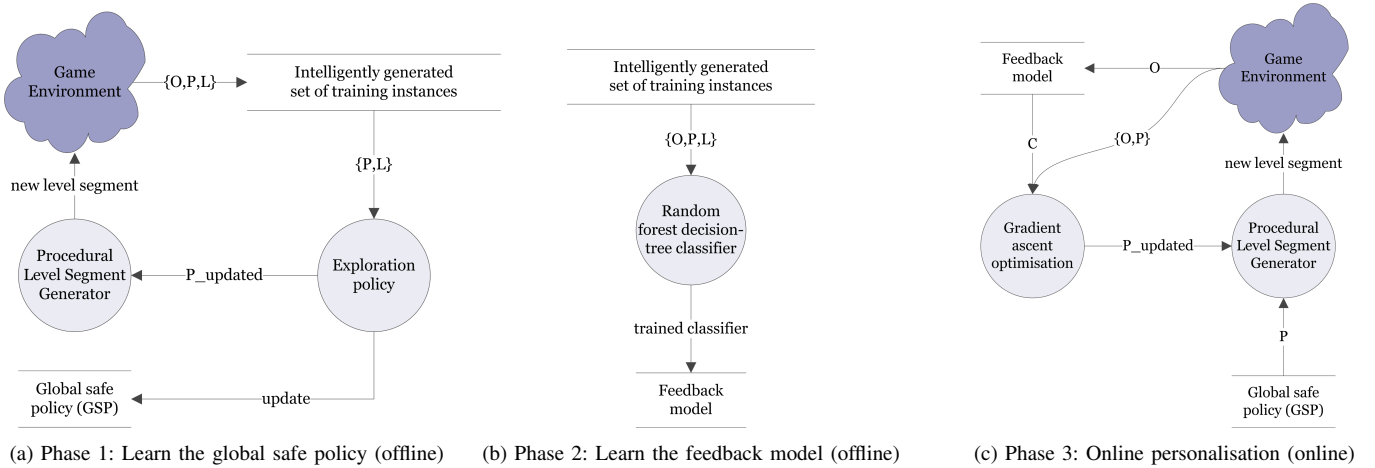 Game
Environment
{O,P,L}
Intelligently generated
set of training instances
{P,L}
new level segment
Procedural
Level Segment
Generator
P_updated
Exploration
policy
Global safe
policy (GSP)
update
(a) Phase 1: Learn the global safe policy (offline)
Intelligently generated
set of training instances
{O,P,L}
Random
forest decision-
tree classifier
trained classifier
Feedback
model
(b) Phase 2: Learn the feedback model (offline)
Feedback
model
O
Game
Environment
C
{O,P}
new level segment
Gradient
ascent
optimisation
P_updated
Procedural
Level Segment
Generator
P
Global safe
policy (GSP)
(c) Phase 3: Online personalisation (online)